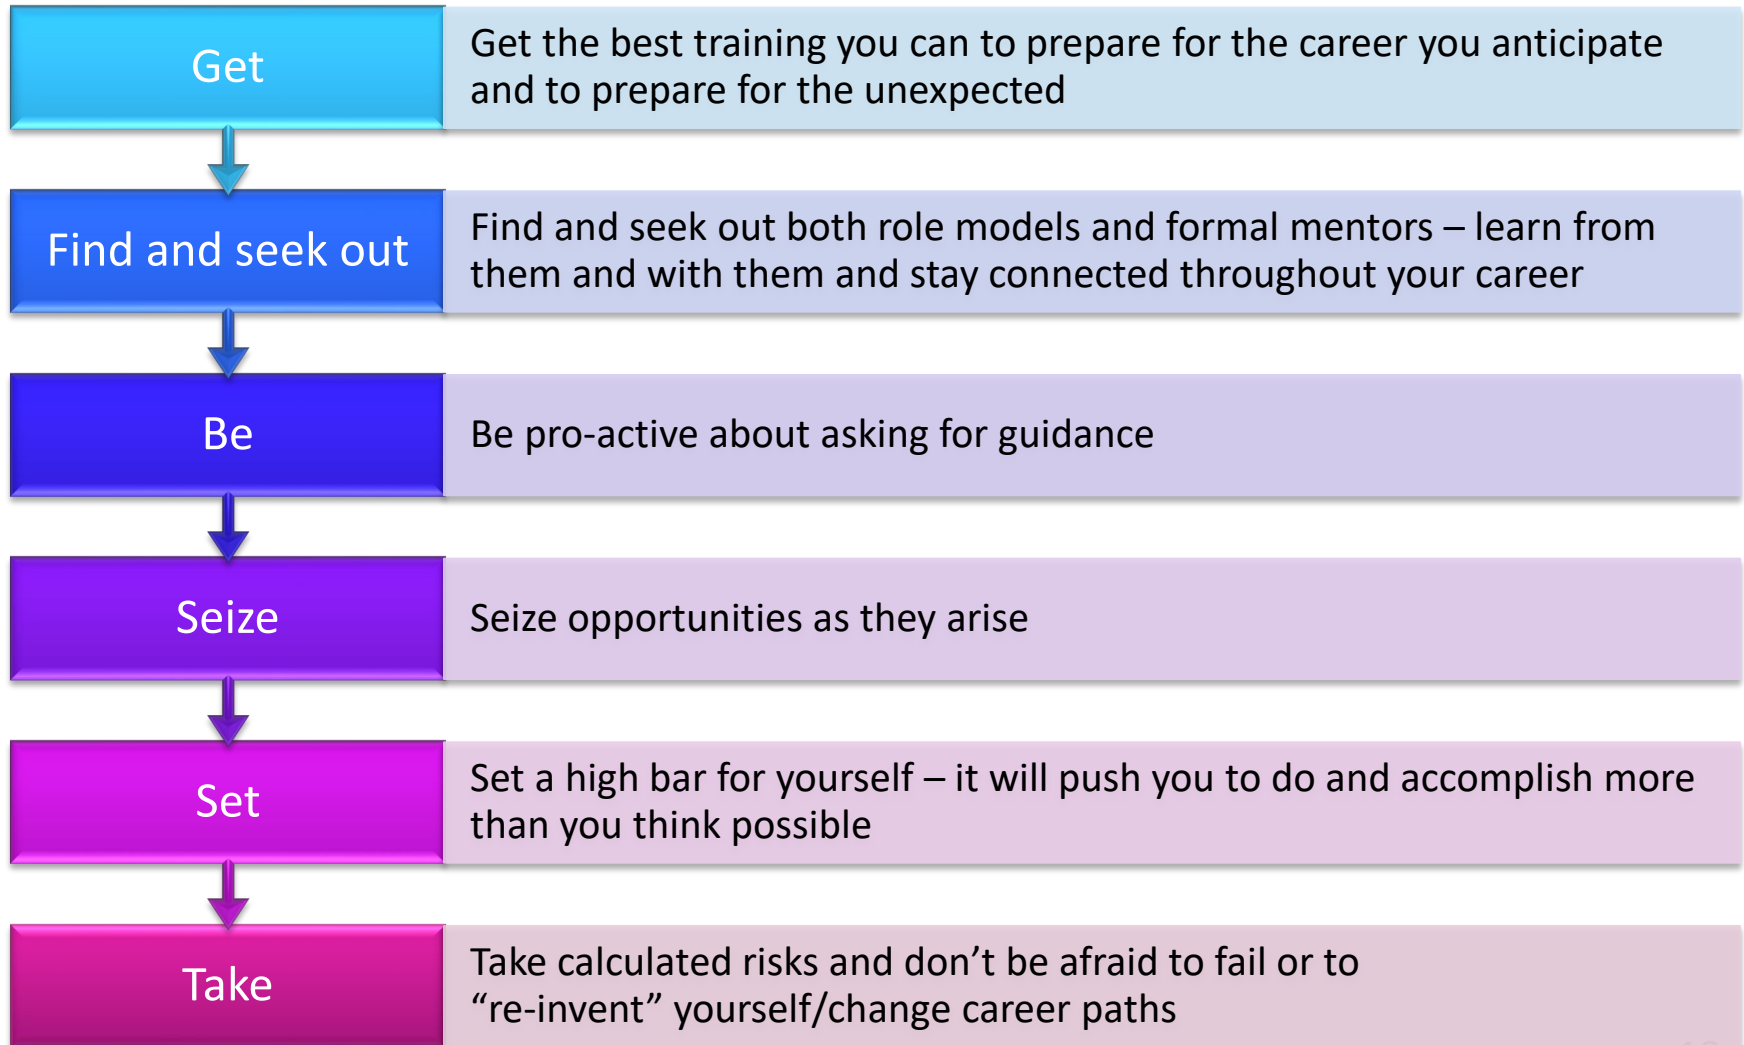 Get
Get the best training you can to prepare for the career you anticipate
and to prepare for the unexpected
Find and seek out
Find and seek out both role models and formal mentors – learn from
them and with them and stay connected throughout your career
Be
Be pro-active about asking for guidance
Seize
Seize opportunities as they arise
Set
Set a high bar for yourself – it will push you to do and accomplish more
than you think possible
Take
Take calculated risks and don’t be afraid to fail or to
“re-invent” yourself/change career paths